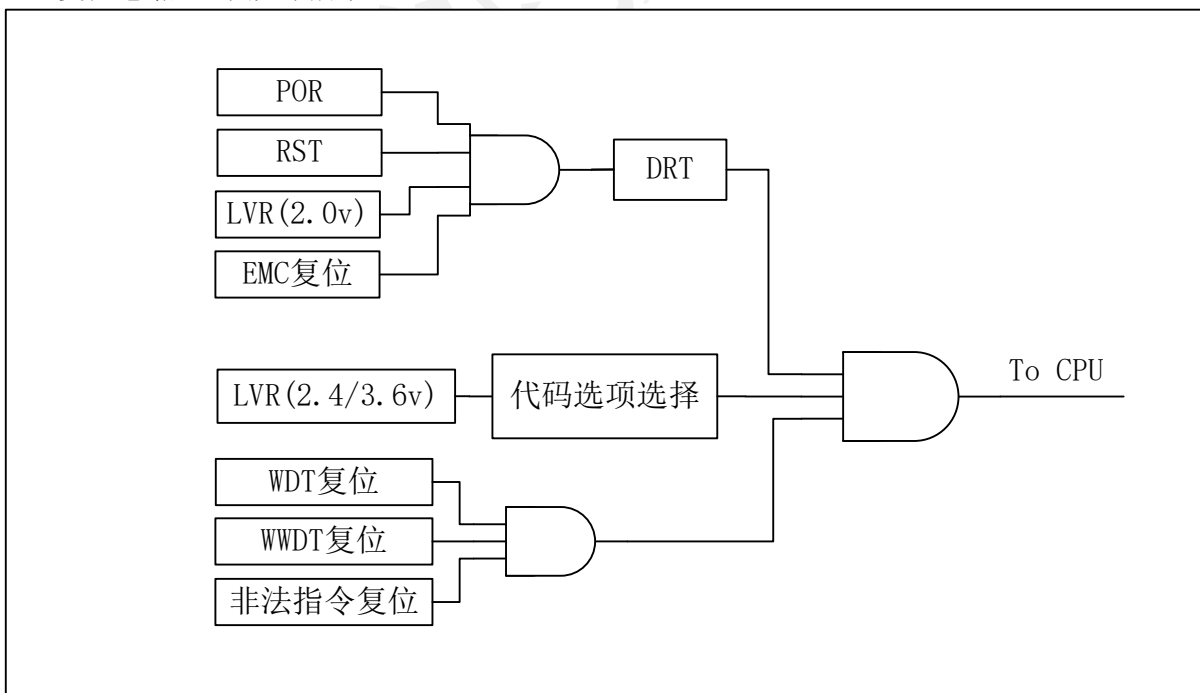 POR
RST
LVR(2.0v)
EMC复位
DRT
LVR(2.4/3.6v)
代码选项选择
To CPU
WDT复位
WWDT复位
非法指令复位